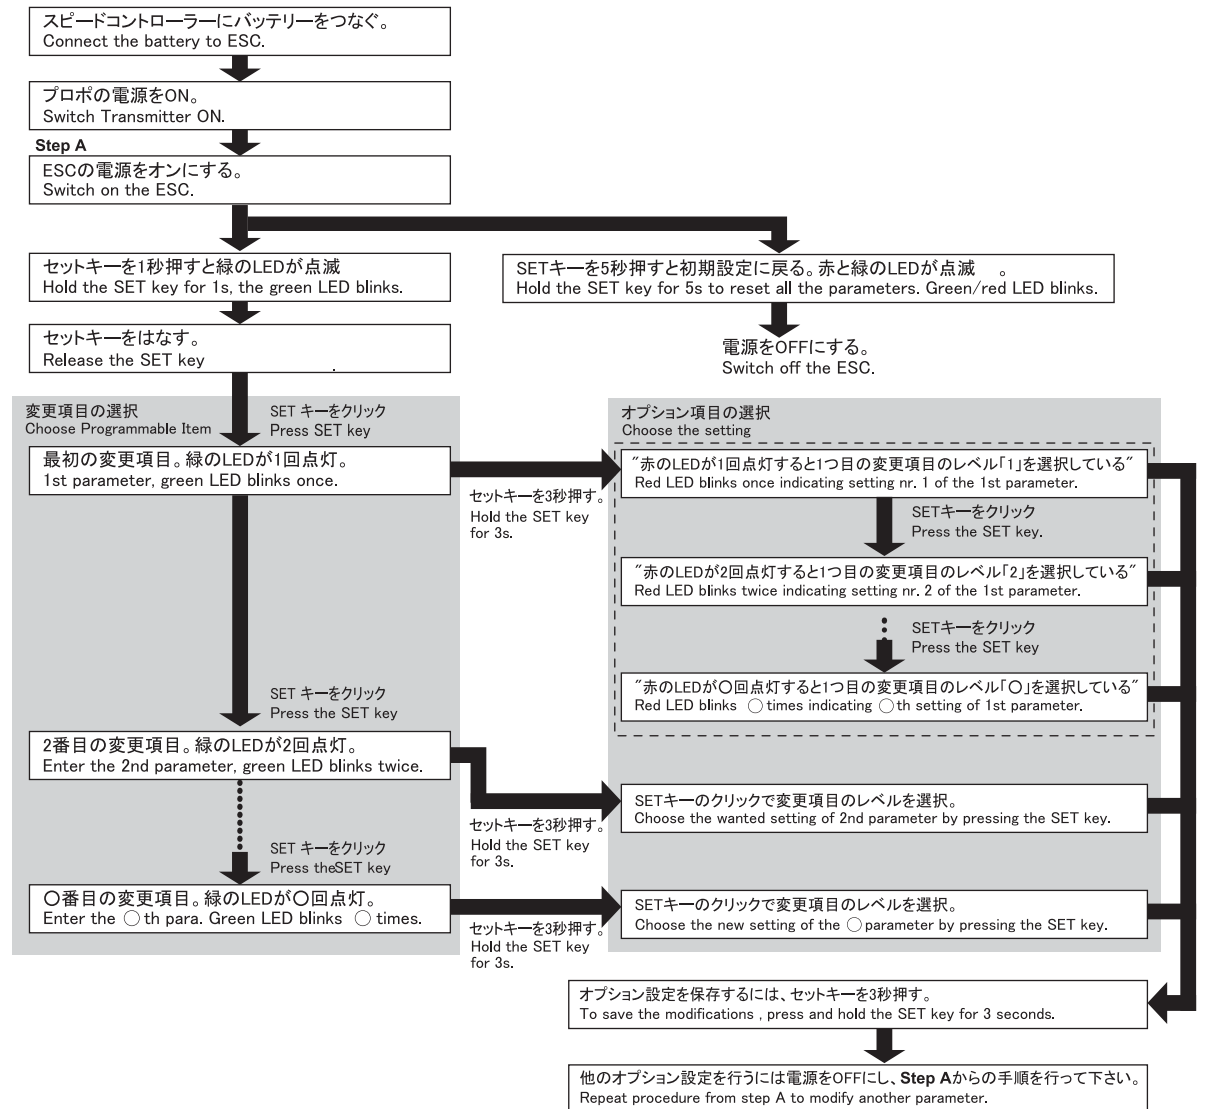 スピードコントローラーにバッテリーをつなぐ。
Connect the battery to ESC.
プロポの電源をON。
Switch Transmitter ON.
Step A
ESCの電源をオンにする。
Switch on the ESC.
セットキーを1秒押すと緑のLEDが点滅
Hold the SET key for 1s, the green LED blinks.
SETキーを5秒押すと初期設定に戻る。赤と緑のLEDが点滅 。
Hold the SET key for 5s to reset all the parameters. Green/red LED blinks.
セットキーをはなす。
Release the SET key .
電源をOFFにする。
Switch off the ESC.
変更項目の選択
Choose Programmable Item
SET キーをクリック
Press SET key
最初の変更項目。緑のLEDが1回点灯。
1st parameter, green LED blinks once.
セットキーを3秒押す。
Hold the SET key
for 3s.
オプション項目の選択
Choose the setting
"赤のLEDが1回点灯すると1つ目の変更項目のレベル「1」を選択している"
Red LED blinks once indicating setting nr. 1 of the 1st parameter.
SETキーをクリック
Press the SET key.
"赤のLEDが2回点灯すると1つ目の変更項目のレベル「2」を選択している"
Red LED blinks twice indicating setting nr. 2 of the 1st parameter.
SETキーをクリック
Press the SET key
"赤のLEDが〇回点灯すると1つ目の変更項目のレベル「〇」を選択している"
Red LED blinks ◯ times indicating ◯ th setting of 1st parameter.
SET キーをクリック
Press the SET key
2番目の変更項目。緑のLEDが2回点灯。
Enter the 2nd parameter, green LED blinks twice.
セットキーを3秒押す。
Hold the SET key
for 3s.
SETキーのクリックで変更項目のレベルを選択。
Choose the wanted setting of 2nd parameter by pressing the SET key.
SET キーをクリック
Press theSET key
〇番目の変更項目。緑のLEDが〇回点灯。
Enter the ◯ th para. Green LED blinks ◯ times.
セットキーを3秒押す。
Hold the SET key
for 3s.
SETキーのクリックで変更項目のレベルを選択。
Choose the new setting of the ◯ parameter by pressing the SET key.
オプション設定を保存するには、セットキーを3秒押す。
To save the modifications , press and hold the SET key for 3 seconds.
他のオプション設定を行うには電源をOFFにし、Step Aからの手順を行って下さい。
Repeat procedure from step A to modify another parameter.